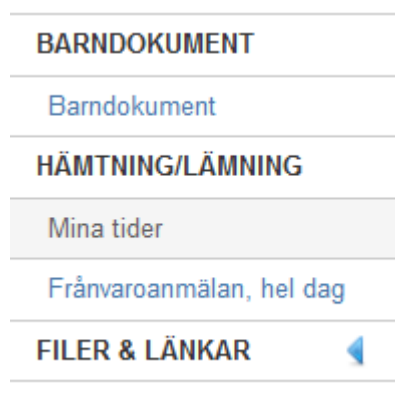 BARNDOKUMENT
Barndokument
HÄMTNING/LÄMNING
Mina tider
Frånvaroanmälan, hel dag
FILER & LÄNKAR